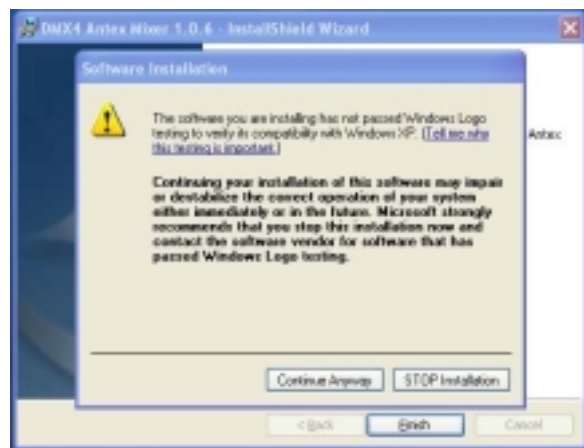 DMX4 Antex Mixer 1.0.6 - InstallShield Wizard
Software Installation
The software you are installing has not passed Windows Logo
testing to verify its compatibility with Windows XP. (Tell me why
this testing is important.)
Antex
Continuing your installation of this software may impair
or destabilize the correct operation of your system
either immediately or in the future. Microsoft strongly
recommends that you stop this installation now and
contact the software vendor for software that has
passed Windows Logo testing.
Continue Anyway
STOP Installation
< Back
Finish
Cancel